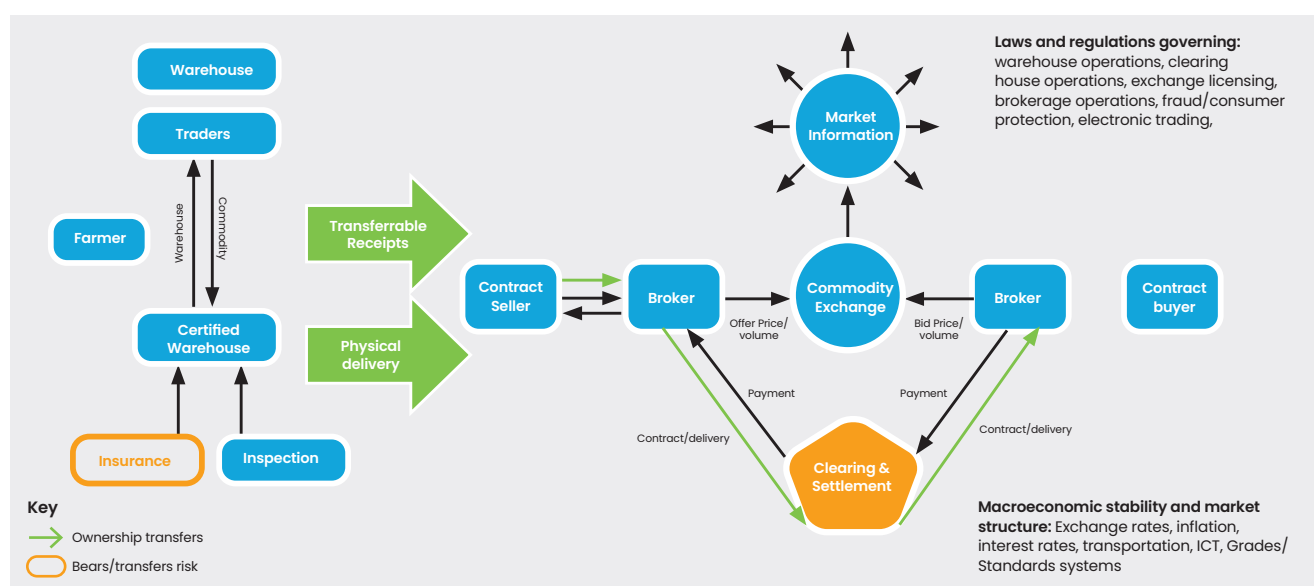 Warehouse
Traders
Warehouse
Commodity
Farmer
Certified
Warehouse
Insurance
Inspection
Key
Ownership transfers
Bears/transfers risk
Transferrable
Receipts
Physical
delivery
Contract
Seller
Broker
Offer Price/
volume
Market
Information
Commodity
Exchange
Bid Price/
volume
Broker
Contract
buyer
Payment
Contract/delivery
Payment
Contract/delivery
Clearing &
Settlement
Laws and regulations governing:
warehouse operations, clearing
house operations, exchange licensing,
brokerage operations, fraud/consumer
protection, electronic trading,
Macroeconomic stability and market
structure: Exchange rates, inflation,
interest rates, transportation, ICT, Grades/
Standards systems